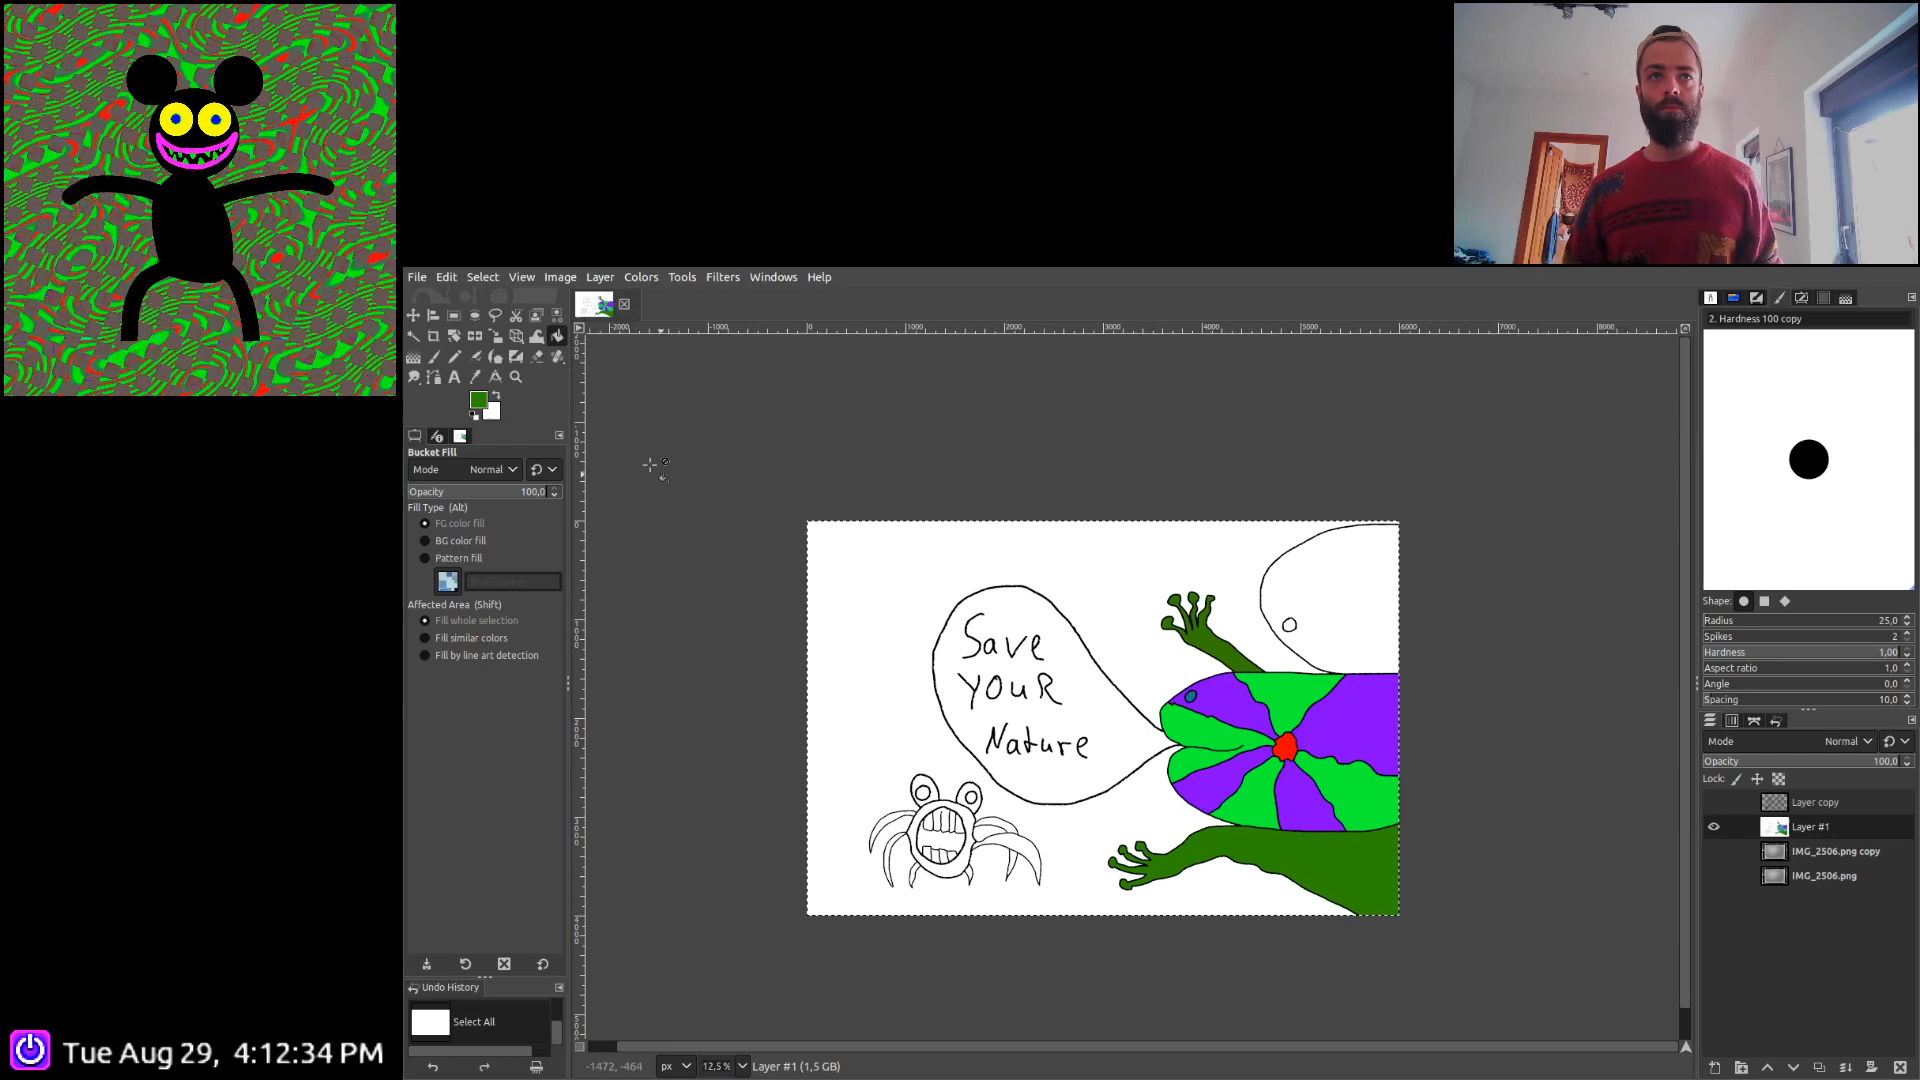 File Edit Select View Image Layer Colors Tools Filters Windows Help
2. Hardness 100 copy
Bucket Fill
Mode Normal
Opacity 100,0
Fill Type (Alt)
FG color fill
BG color fill
Pattern fill
Affected Area (Shift)
Fill whole selection
Fill similar colors
Fill by line art detection
Save
YOUR
Nature
Shape:
Radius 25,0
Spikes 2
Hardness 1,00
Aspect ratio 1,0
Angle 0,0
Spacing 10,0
Mode Normal
Opacity 100,0
Lock:
Layer copy
Layer #1
IMG_2506.png copy
IMG_2506.png
Undo History
Select All
-1472, -464 px 12,5% Layer #1 (1,5 GB)
Tue Aug 29, 4:12:34 PM